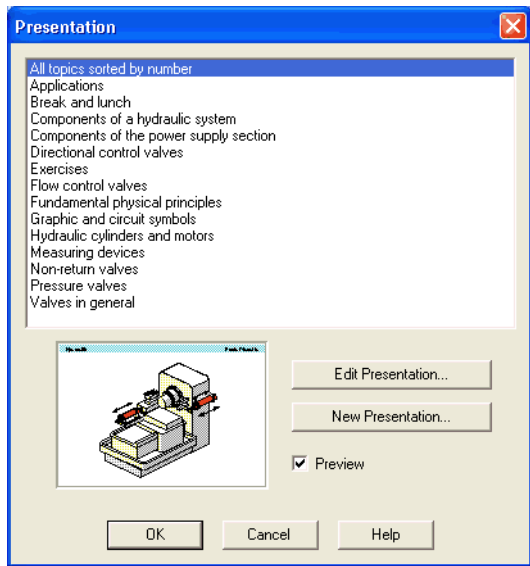 Presentation
All topics sorted by number
Applications
Break and lunch
Components of a hydraulic system
Components of the power supply section
Directional control valves
Exercises
Flow control valves
Fundamental physical principles
Graphic and circuit symbols
Hydraulic cylinders and motors
Measuring devices
Non-return valves
Pressure valves
Valves in general
Edit Presentation...
New Presentation...
Preview
OK Cancel Help